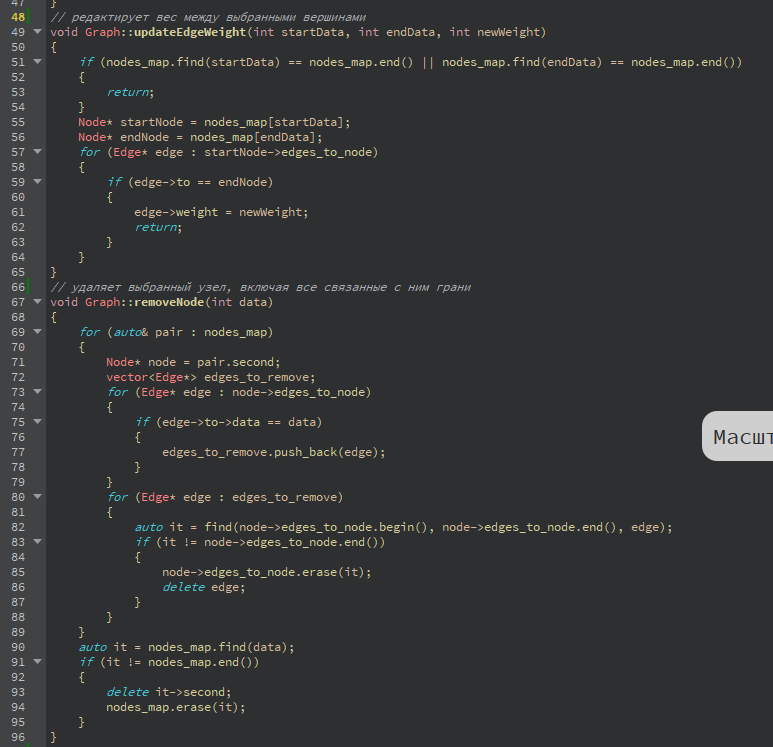 47 }
48 // редактирует вес между выбранными вершинами
49 void Graph::updateEdgeWeight(int startData, int endData, int newWeight)
50 {
51 if (nodes_map.find(startData) == nodes_map.end() || nodes_map.find(endData) == nodes_map.end())
52 {
53 return;
54 }
55 Node* startNode = nodes_map[startData];
56 Node* endNode = nodes_map[endData];
57 for (Edge* edge : startNode->edges_to_node)
58 {
59 if (edge->to == endNode)
60 {
61 edge->weight = newWeight;
62 return;
63 }
64 }
65 }
66 // удаляет выбранный узел, включая все связанные с ним грани
67 void Graph::removeNode(int data)
68 {
69 for (auto& pair : nodes_map)
70 {
71 Node* node = pair.second;
72 vector<Edge*> edges_to_remove;
73 for (Edge* edge : node->edges_to_node)
74 {
75 if (edge->to->data == data)
76 {
77 edges_to_remove.push_back(edge);
78 }
79 }
80 for (Edge* edge : edges_to_remove)
81 {
82 auto it = find(node->edges_to_node.begin(), node->edges_to_node.end(), edge);
83 if (it != node->edges_to_node.end())
84 {
85 node->edges_to_node.erase(it);
86 delete edge;
87 }
88 }
89 }
90 auto it = nodes_map.find(data);
91 if (it != nodes_map.end())
92 {
93 delete it->second;
94 nodes_map.erase(it);
95 }
96 }
Масшт